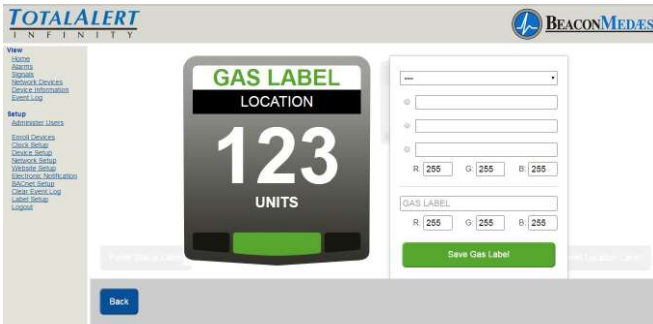 TOTALALERT
INFINITY
BEACONMEDÆS
View
Home
Alarms
Signals
Network Devices
Device Information
Event Log
Setup
Administer Users
Enroll Devices
Clock Setup
Device Setup
Network Setup
Website Setup
Electronic Notification
BACnet Setup
Clear Event Log
Label Setup
Logout
GAS LABEL
LOCATION
123
UNITS
----
R: 255 G: 255 B: 255
GAS LABEL
R: 255 G: 255 B: 255
Save Gas Label
Back